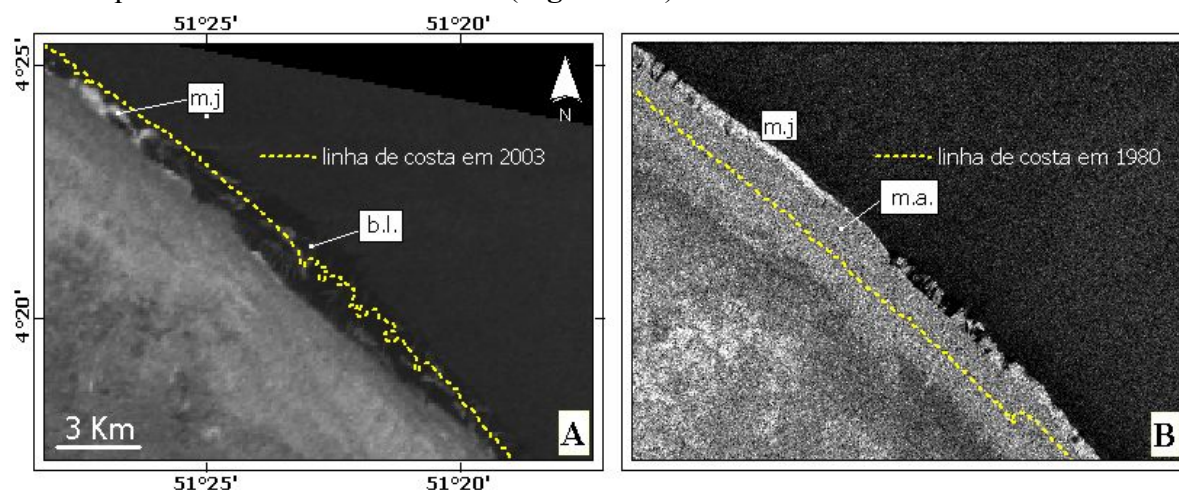 51°25'
51°20'
4°25'
m.j
N
linha de costa em 2003
b.l.
4°20'
3 Km
A
51°25'
51°20'
m.j
linha de costa em 1980
m.a.
B